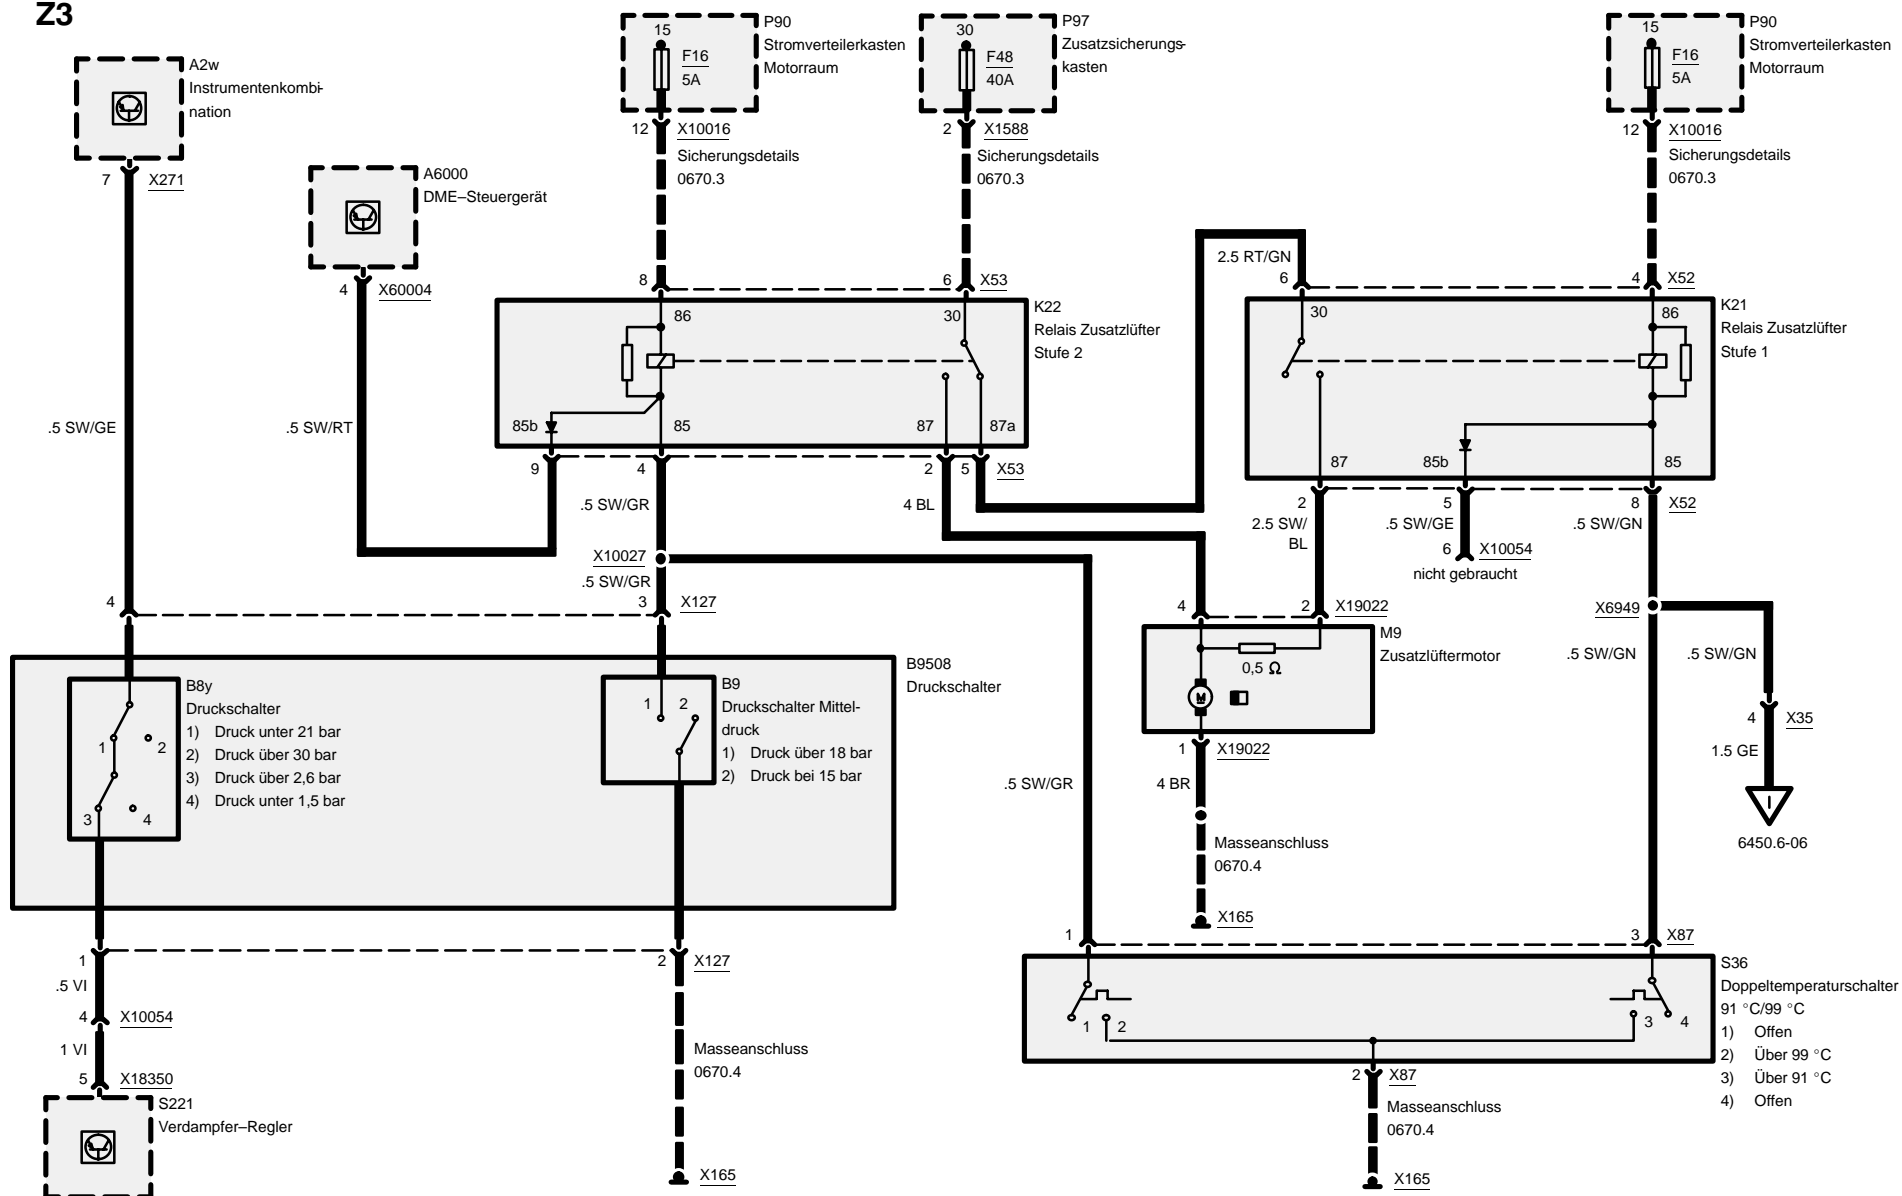 Z3
A2w
Instrumentenkombi-
nation
7 X271
A6000
DME–Steuergerät
4 X60004
15
F16
5A
P90
Stromverteilerkasten
Motorraum
12 X10016
Sicherungsdetails
0670.3
30
F48
40A
P97
Zusatzsicherungs-
kasten
2 X1588
Sicherungsdetails
0670.3
15
F16
5A
P90
Stromverteilerkasten
Motorraum
12 X10016
Sicherungsdetails
0670.3
8 6 X53
86 30
K22
Relais Zusatzlüfter
Stufe 2
85b 85 87 87a
9 4 2 5 X53
2.5 RT/GN
6 4 X52
30 86
K21
Relais Zusatzlüfter
Stufe 1
87 85b 85
2 5 8 X52
.5 SW/GE
.5 SW/RT
.5 SW/GR
4 BL
2.5 SW/
BL
.5 SW/GE
.5 SW/GN
6 X10054
nicht gebraucht
X10027
.5 SW/GR
4 3 X127
4 2 X19022
X6949
M9
Zusatzlüftermotor
0,5 Ω
M
1 X19022
4 BR
Masseanschluss
0670.4
X165
.5 SW/GN
.5 SW/GN
4 X35
1.5 GE
I
6450.6-06
B9508
Druckschalter
B8y
Druckschalter
1) Druck unter 21 bar
2) Druck über 30 bar
3) Druck über 2,6 bar
4) Druck unter 1,5 bar
1 2
3 4
B9
Druckschalter Mittel-
druck
1) Druck über 18 bar
2) Druck bei 15 bar
1 2
.5 SW/GR
1 2 X127
.5 VI
4 X10054
1 VI
5 X18350
S221
Verdampfer–Regler
Masseanschluss
0670.4
X165
1 3 X87
S36
Doppeltemperaturschalter
91 °C/99 °C
1) Offen
2) Über 99 °C
3) Über 91 °C
4) Offen
1 2 3 4
2 X87
Masseanschluss
0670.4
X165